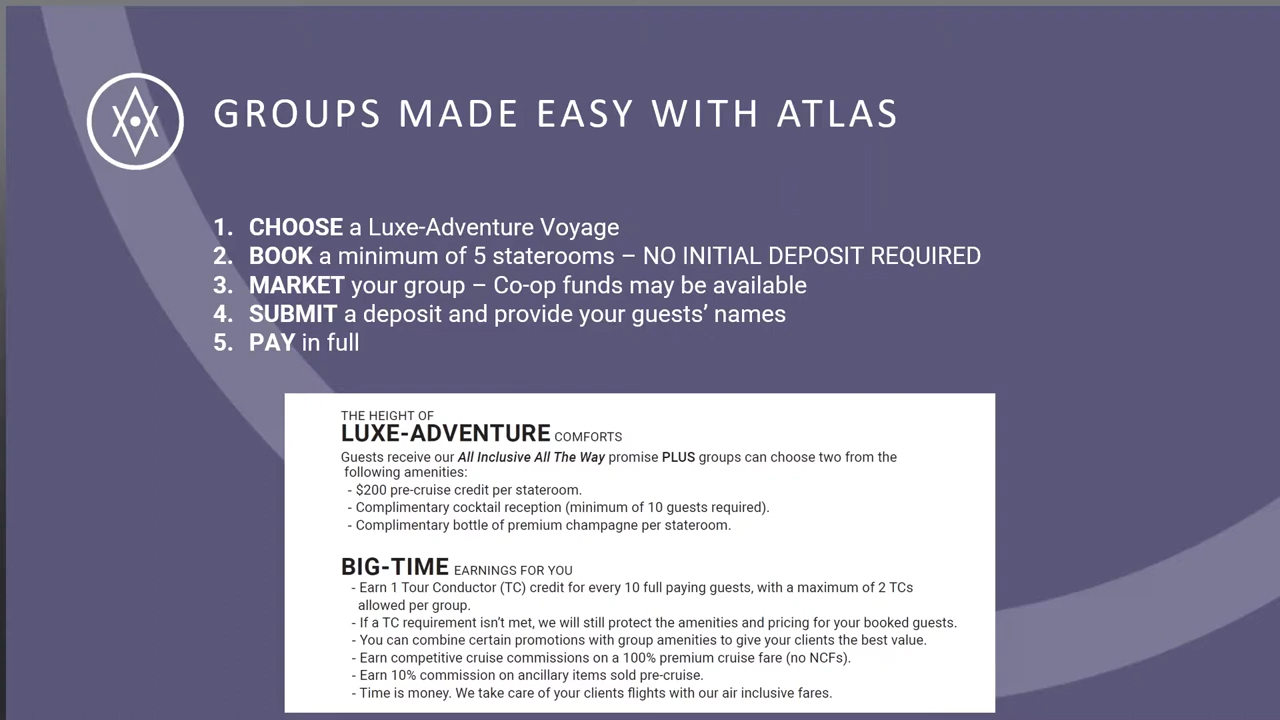 GROUPS MADE EASY WITH ATLAS
1. CHOOSE a Luxe-Adventure Voyage
2. BOOK a minimum of 5 staterooms – NO INITIAL DEPOSIT REQUIRED
3. MARKET your group – Co-op funds may be available
4. SUBMIT a deposit and provide your guests’ names
5. PAY in full
THE HEIGHT OF
LUXE-ADVENTURE COMFORTS
Guests receive our All Inclusive All The Way promise PLUS groups can choose two from the
following amenities:
- $200 pre-cruise credit per stateroom.
- Complimentary cocktail reception (minimum of 10 guests required).
- Complimentary bottle of premium champagne per stateroom.
BIG-TIME EARNINGS FOR YOU
- Earn 1 Tour Conductor (TC) credit for every 10 full paying guests, with a maximum of 2 TCs
allowed per group.
- If a TC requirement isn’t met, we will still protect the amenities and pricing for your booked guests.
- You can combine certain promotions with group amenities to give your clients the best value.
- Earn competitive cruise commissions on a 100% premium cruise fare (no NCFs).
- Earn 10% commission on ancillary items sold pre-cruise.
- Time is money. We take care of your clients flights with our air inclusive fares.